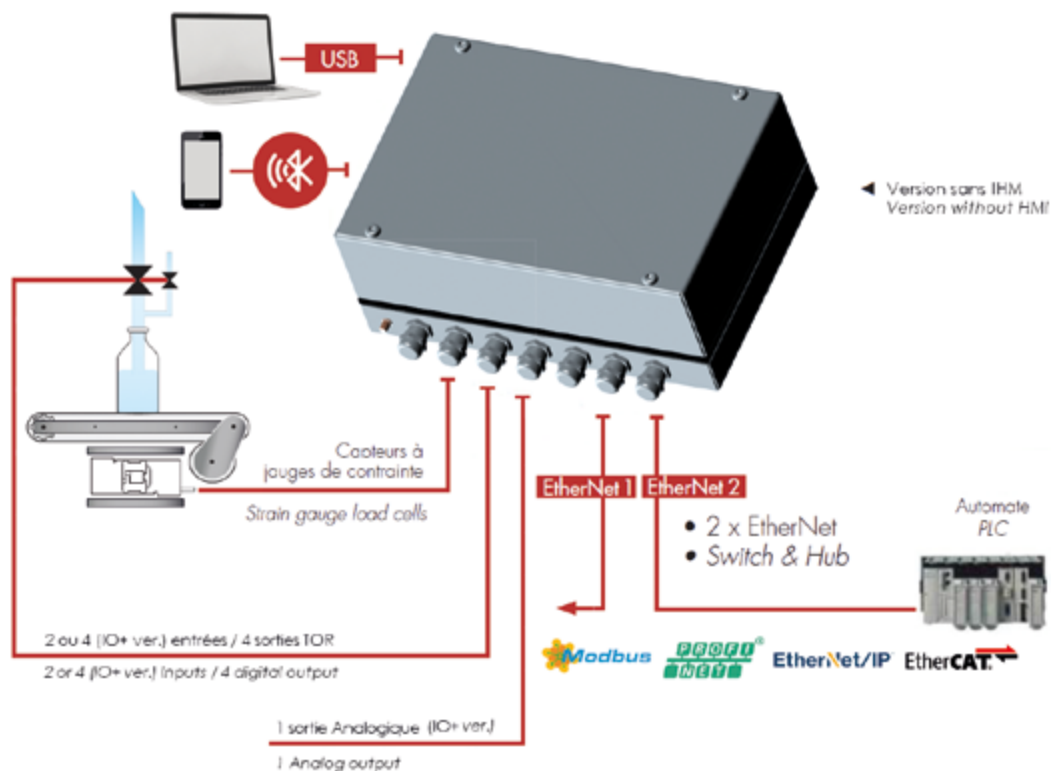 USB
Version sans IHM
Version without HMI
Capteurs à
jauges de contrainte
Strain gauge load cells
EtherNet 1
EtherNet 2
• 2 x EtherNet
• Switch & Hub
Automate
PLC
2 ou 4 (IO+ ver.) entrées / 4 sorties TOR
2 or 4 (IO+ ver.) Inputs / 4 digital output
Modbus
PROFI
NET®
EtherNet/IP
EtherCAT
1 sortie Analogique (IO+ ver.)
1 Analog output